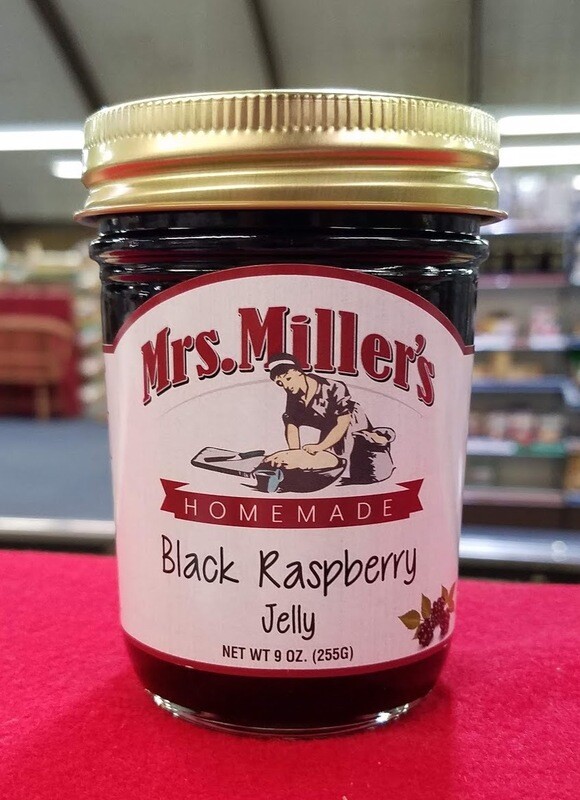 Mrs. Miller's
HOMEMADE
Black Raspberry
Jelly
NET WT 9 OZ. (255G)